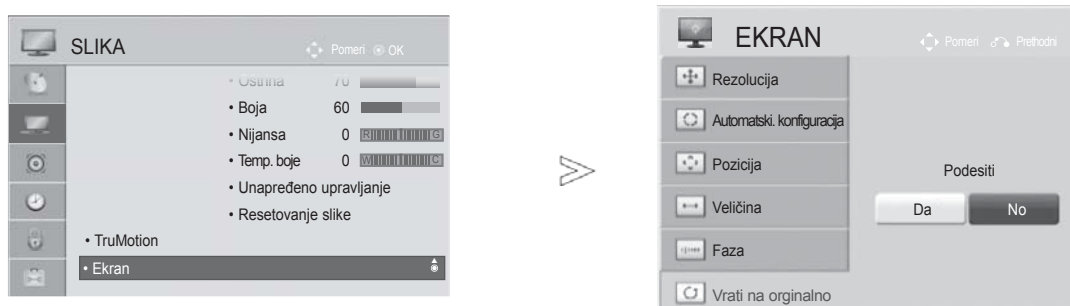 SLIKA
Pomeri OK
• Oštrina 70
• Boja 60
• Nijansa 0 R G
• Temp. boje 0 W C
• Unapređeno upravljanje
• Resetovanje slike
• TruMotion
• Ekran
EKRAN
Pomeri Prethodni
Rezolucija
Automatski. konfiguracija
Pozicija
Veličina
Faza
Vrati na orginalno
Podesiti
Da No